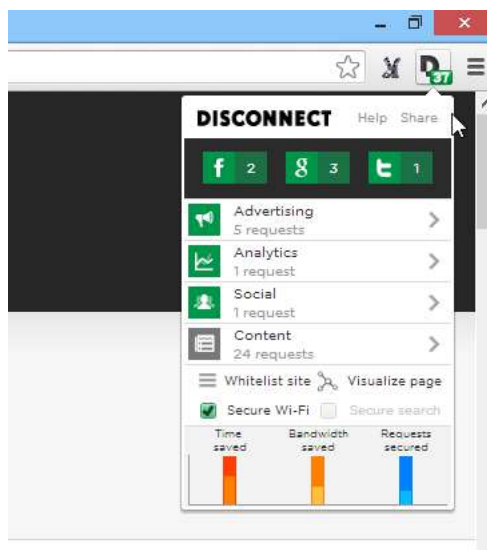 37
DISCONNECT Help Share
f 2 g 3 t 1
Advertising
5 requests
Analytics
1 request
Social
1 request
Content
24 requests
Whitelist site Visualize page
Secure Wi-Fi Secure search
Time saved Bandwidth saved Requests secured